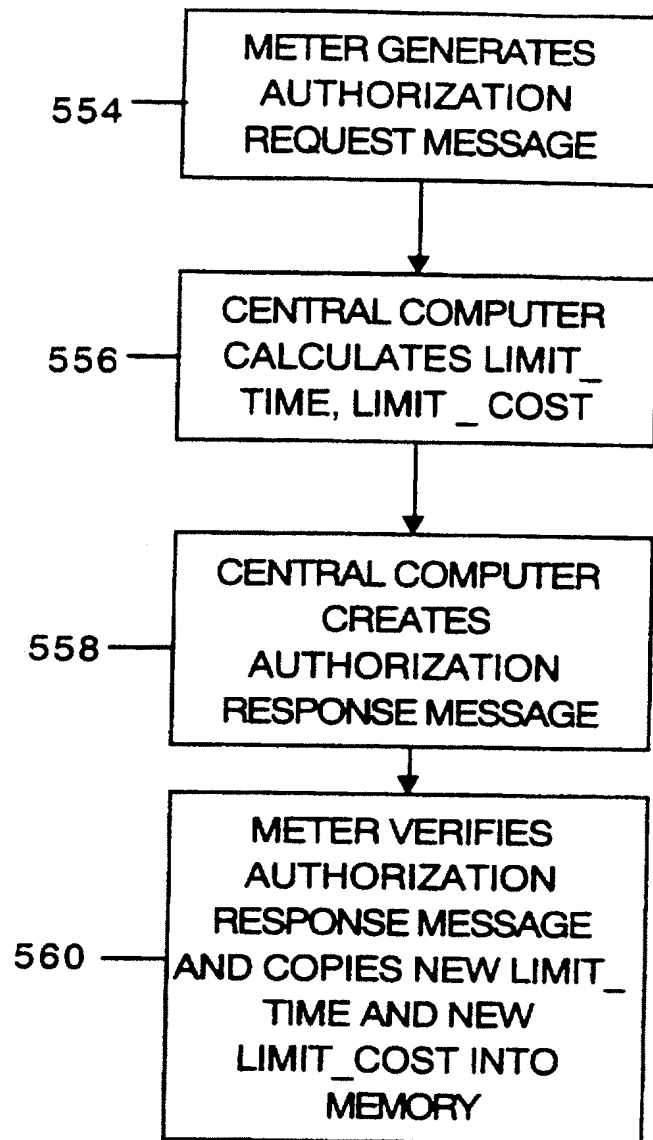 METER GENERATES
AUTHORIZATION
REQUEST MESSAGE
554
CENTRAL COMPUTER
CALCULATES LIMIT_
TIME, LIMIT _ COST
556
CENTRAL COMPUTER
CREATES
AUTHORIZATION
RESPONSE MESSAGE
558
METER VERIFIES
AUTHORIZATION
RESPONSE MESSAGE
AND COPIES NEW LIMIT_
TIME AND NEW
LIMIT_COST INTO
MEMORY
560